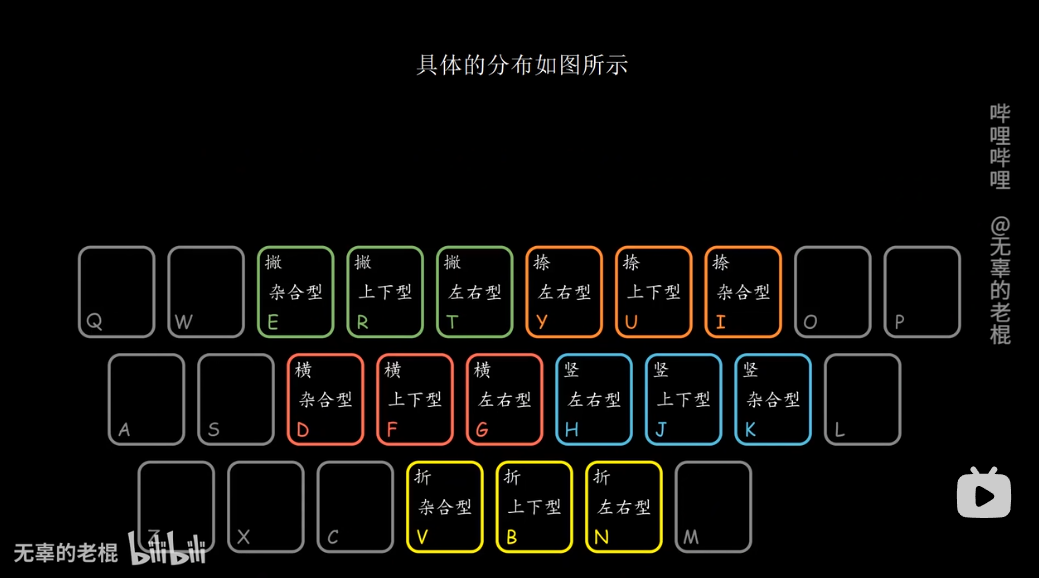 具体的分布如图所示
哔哩哔哩 @无辜的老棍
撇 撇 撇 捺 捺 捺
杂合型 上下型 左右型 左右型 上下型 杂合型
Q W E R T Y U I O P
横 横 横 竖 竖 竖
杂合型 上下型 左右型 左右型 上下型 杂合型
A S D F G H J K L
折 折 折
杂合型 上下型 左右型
Z X C V B N M
无辜的老棍 bilibili